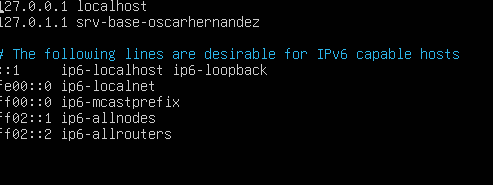 127.0.0.1 localhost
127.0.1.1 srv-base-oscarhernandez
# The following lines are desirable for IPv6 capable hosts
::1 ip6-localhost ip6-loopback
fe00::0 ip6-localnet
ff00::0 ip6-mcastprefix
ff02::1 ip6-allnodes
ff02::2 ip6-allrouters